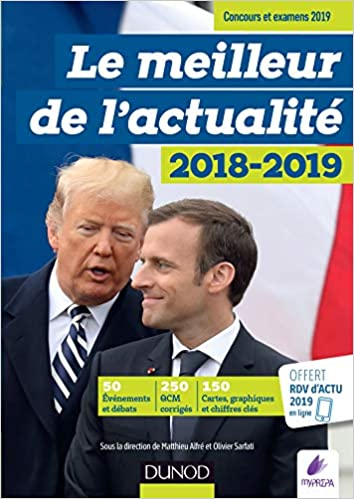 Concours et examens 2019
Le meilleur
de l'actualité
2018-2019
50
Événements
et débats
250
QCM
corrigés
150
Cartes, graphiques
et chiffres clés
OFFERT
RDV d'ACTU
2019
en ligne
Sous la direction de Matthieu Alfré et Olivier Sarfati
DUNOD
myPREPA